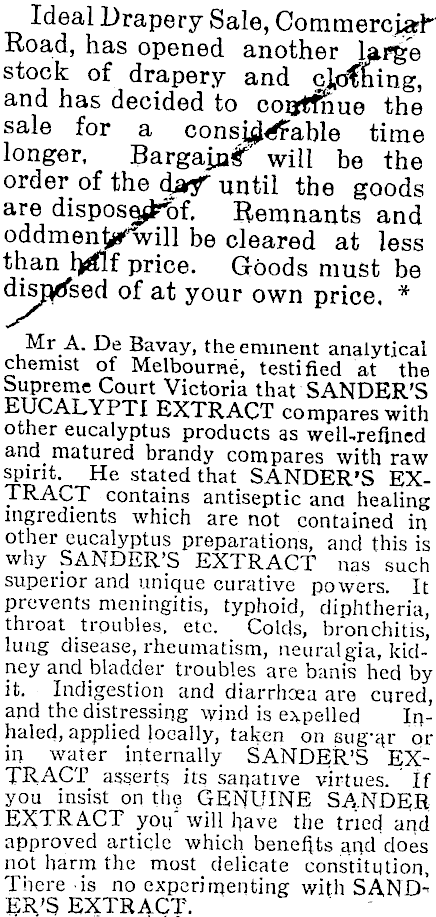 Ideal Drapery Sale, Commercial
Road, has opened another large
stock of drapery and clothing,
and has decided to continue the
sale for a considerable time
longer. Bargains will be the
order of the day until the goods
are disposed of. Remnants and
oddments will be cleared at less
than half price. Goods must be
disposed of at your own price. *
Mr A. De Bavay, the eminent analytical
chemist of Melbourne, testified at the
Supreme Court Victoria that SANDER'S
EUCALYPTI EXTRACT compares with
other eucalyptus products as well-refined
and matured brandy compares with raw
spirit. He stated that SANDER'S EX-
TRACT contains antiseptic and healing
ingredients which are not contained in
other eucalyptus preparations, and this is
why SANDER'S EXTRACT has such
superior and unique curative powers. It
prevents meningitis, typhoid, diphtheria,
throat troubles, etc. Colds, bronchitis,
lung disease, rheumatism, neuralgia, kid-
ney and bladder troubles are banis hed by
it. Indigestion and diarrhœa are cured,
and the distressing wind is expelled In-
haled, applied locally, taken on sugar or
in water internally SANDER'S EX-
TRACT asserts its sanative virtues. If
you insist on the GENUINE SANDER
EXTRACT you will have the tried and
approved article which benefits and does
not harm the most delicate constitution,
There is no experimenting with SAND-
ER'S EXTRACT.